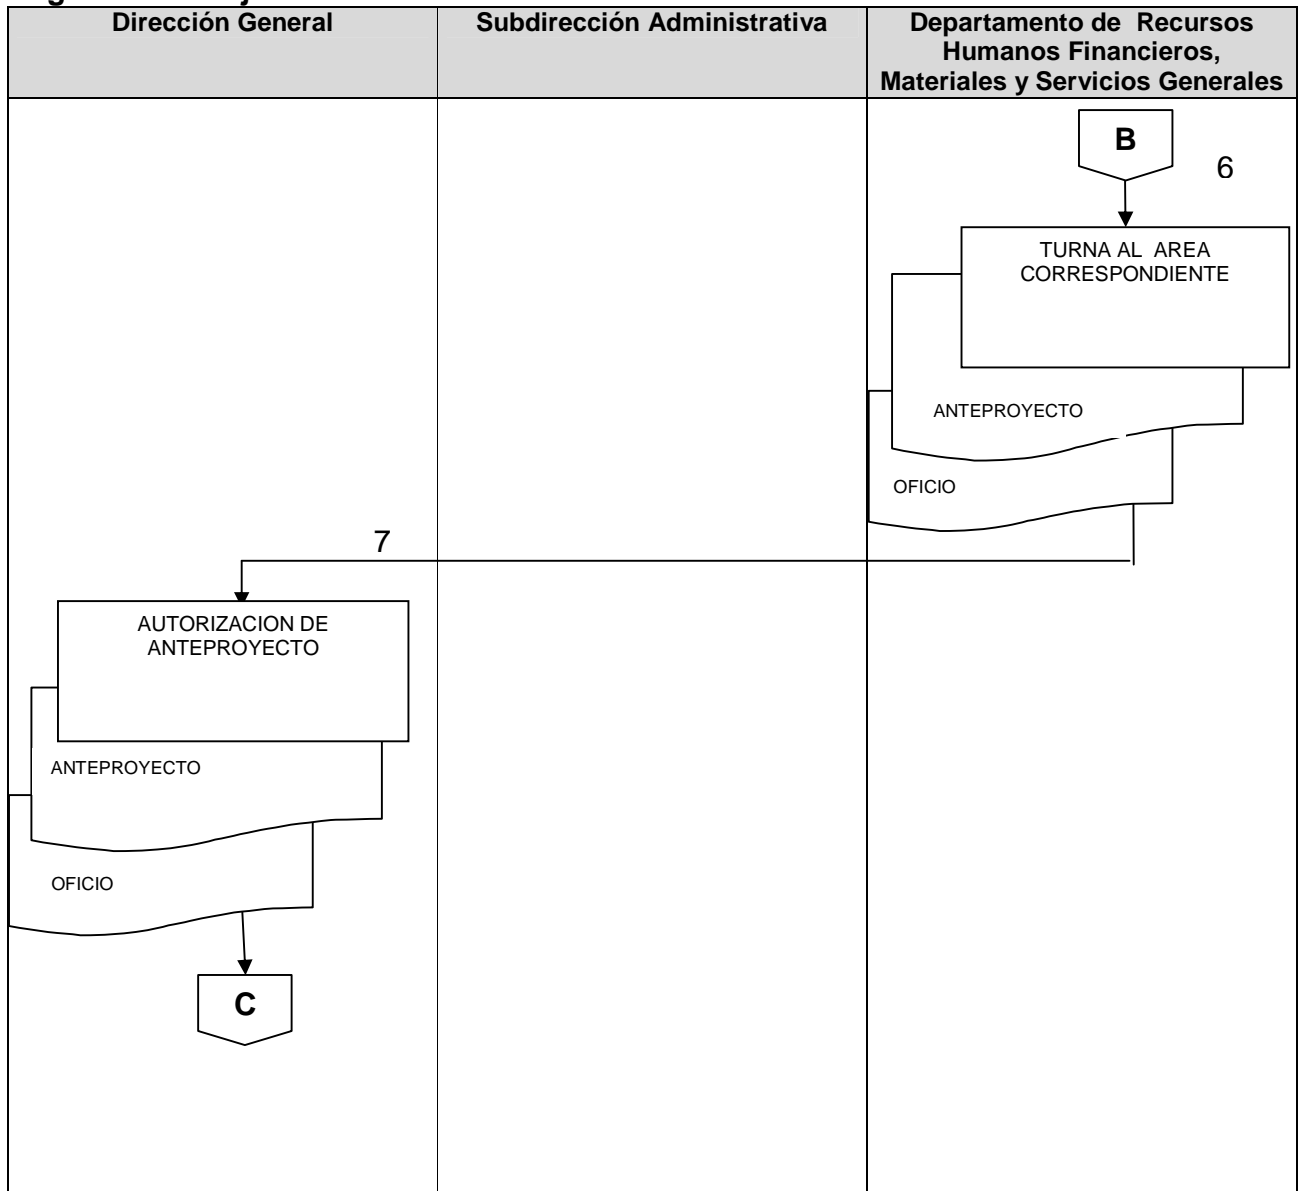 Dirección General
Subdirección Administrativa
Departamento de Recursos
Humanos Financieros,
Materiales y Servicios Generales
B
6
TURNA AL AREA
CORRESPONDIENTE
ANTEPROYECTO
OFICIO
7
AUTORIZACION DE
ANTEPROYECTO
ANTEPROYECTO
OFICIO
C